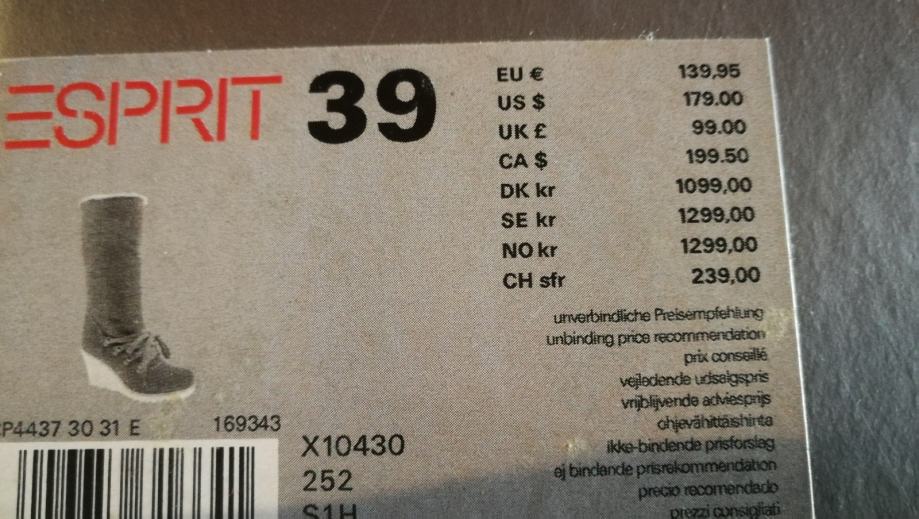 ESPRIT 39
EU € 139,95
US $ 179.00
UK £ 99.00
CA $ 199.50
DK kr 1099,00
SE kr 1299,00
NO kr 1299,00
CH sfr 239,00
unverbindliche Preisempfehlung
unbinding price recommendation
prix conseillé
vejledende udsalgspris
vrijblijvende adviesprijs
ohjevähittäishinta
ikke-bindende prisforslag
ej bindande prisrekommendation
precio recomendado
prezzi consigliati
P4437 30 31 E 169343
X10430
252
S1H